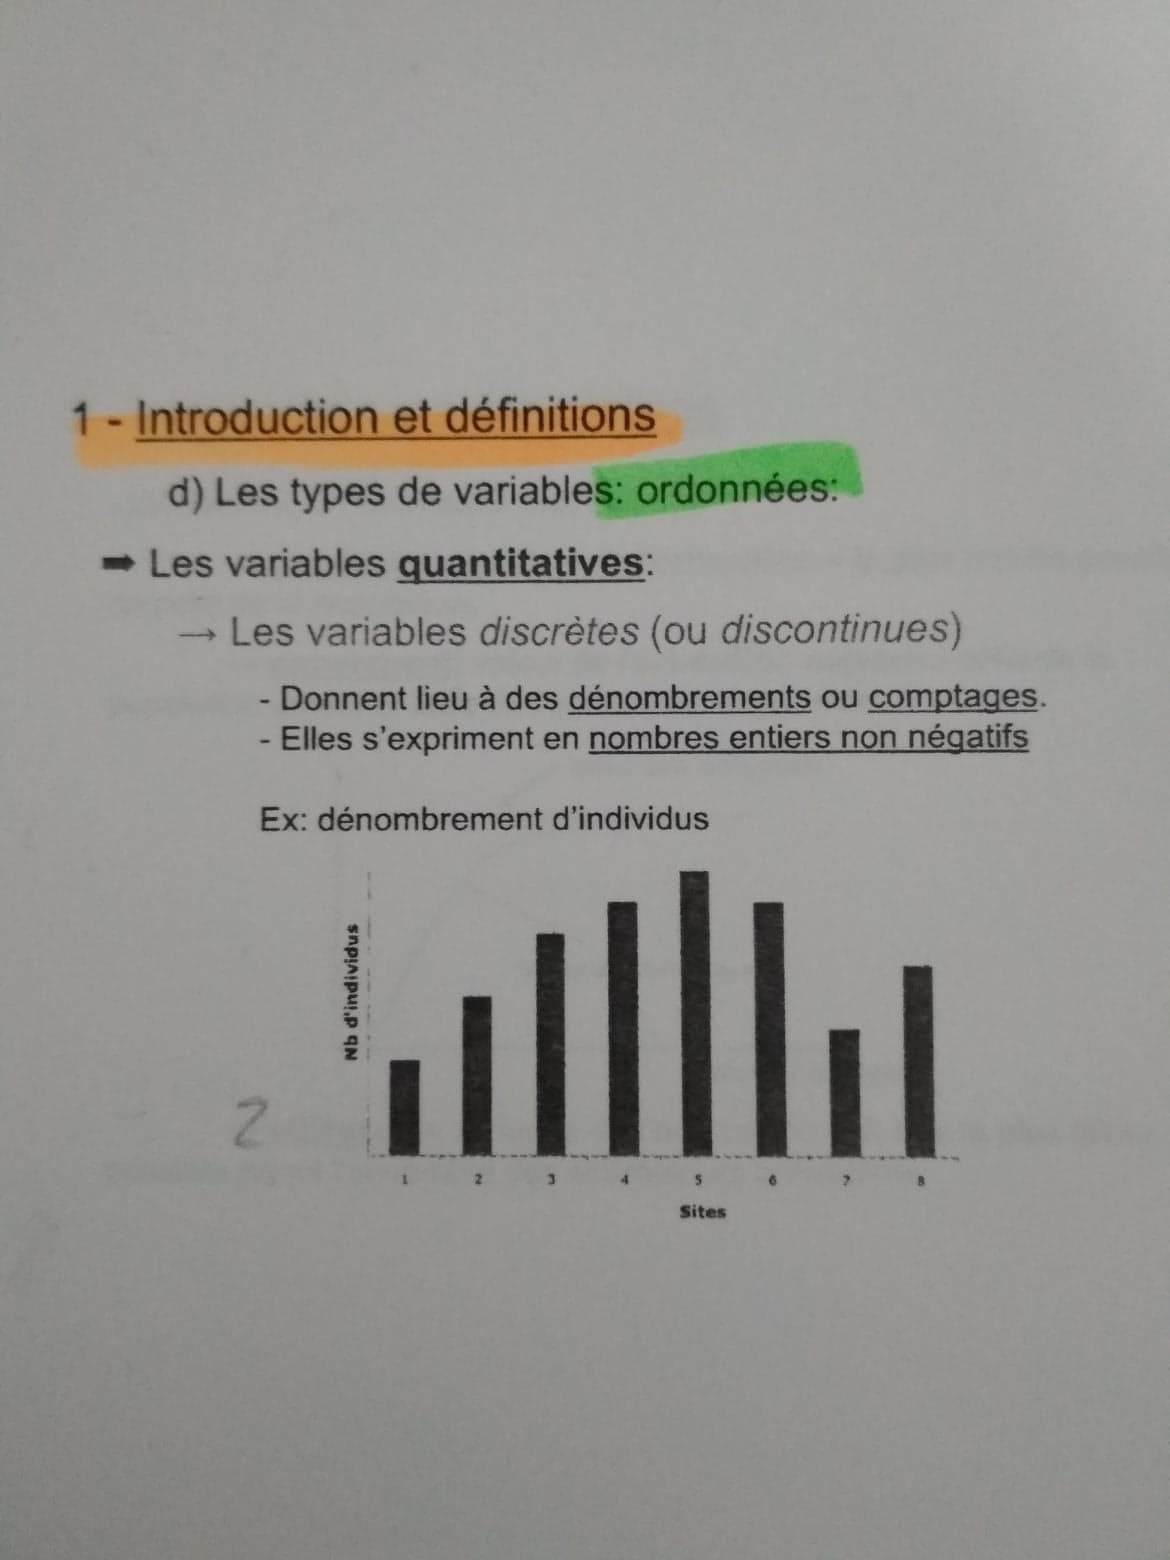 1 - Introduction et définitions
d) Les types de variables: ordonnées:
➡ Les variables quantitatives:
→ Les variables discrètes (ou discontinues)
- Donnent lieu à des dénombrements ou comptages.
- Elles s'expriment en nombres entiers non négatifs
Ex: dénombrement d'individus
Nb d'individus
2
1 2 3 4 5 6 7 8
Sites